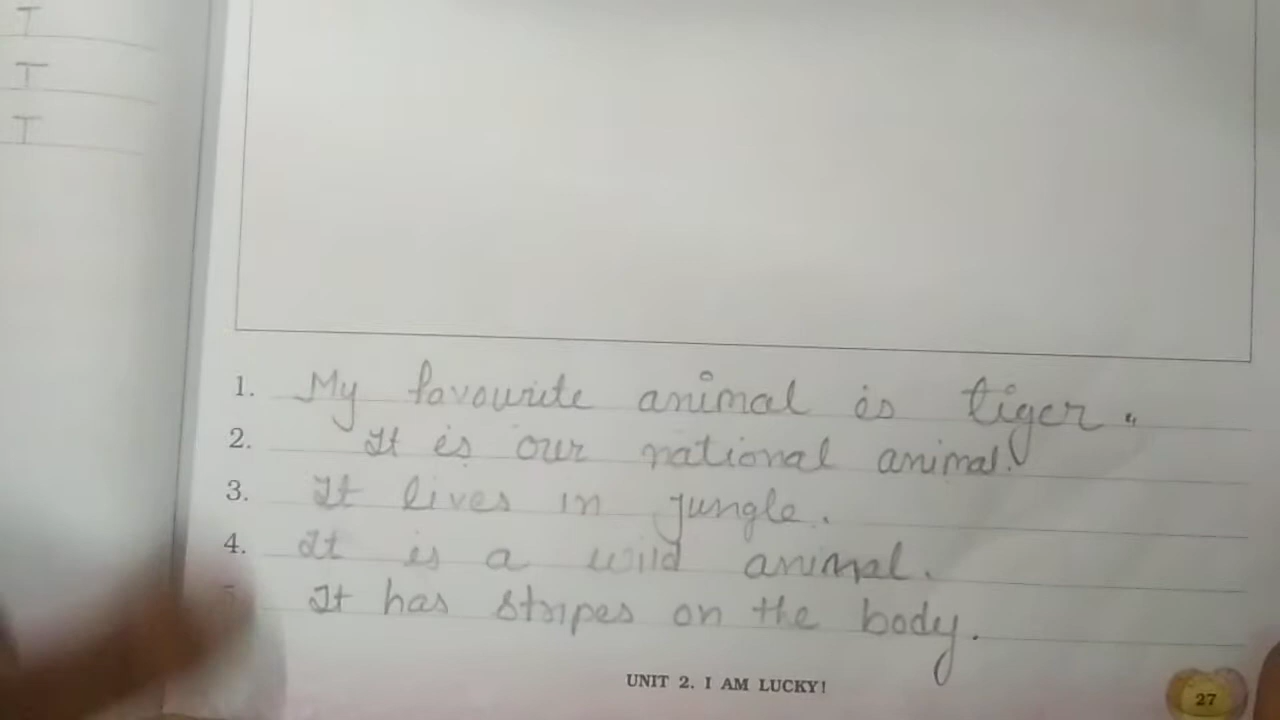 I
I
I
1. My favourite animal is tiger.
2. It is our national animal.
3. It lives in jungle.
4. It is a wild animal.
It has stripes on the body.
UNIT 2. I AM LUCKY!
27